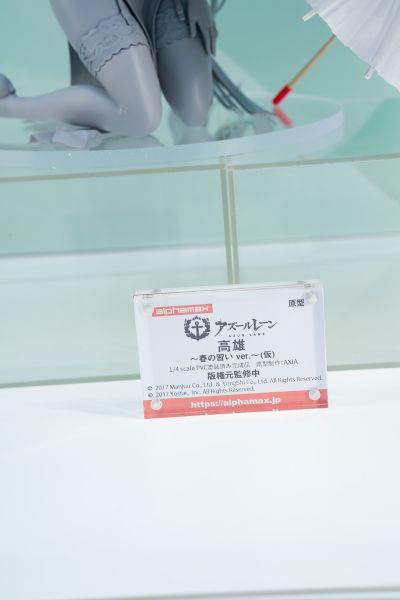 alphamax
原型
アズールレーン
AZUR LANE
高雄
〜春の習い ver.〜(仮)
1/4 scale PVC塗装済み完成品　原型制作:AXIA
版権元監修中
© 2017 Manjuu Co., Ltd. & YongShi Co., Ltd. All Rights Reserved.
© 2017 Yostar, Inc. All Rights Reserved.
https://alphamax.jp